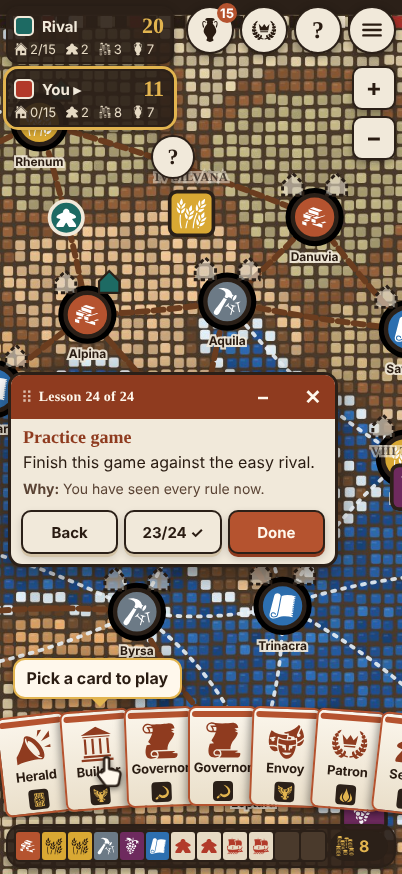 Rival 20
2/15 2 3 7
15
?
You ▸ 11
0/15 2 8 7
+
−
Rhenum
?
SILVANA
Danuvia
Alpina
Aquila
Lesson 24 of 24
Practice game
Finish this game against the easy rival.
Why: You have seen every rule now.
Back
23/24 ✓
Done
Byrsa
Trinacra
Pick a card to play
Herald
Governor
Governor
Envoy
Patron
8